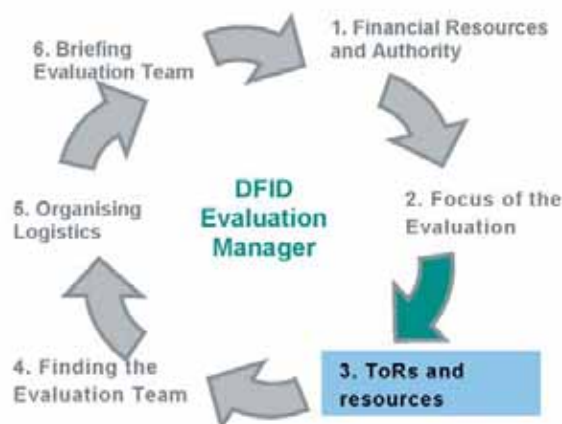 1. Financial Resources
and Authority
2. Focus of the
Evaluation
3. ToRs and
resources
4. Finding the
Evaluation Team
5. Organising
Logistics
6. Briefing
Evaluation Team
DFID
Evaluation
Manager